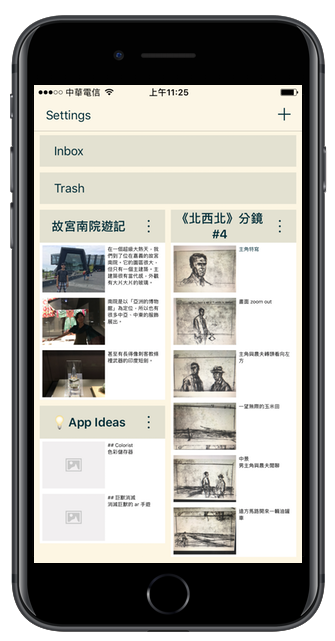 中華電信
上午11:25
Settings
Inbox
Trash
故宮南院遊記
在一個超級大熱天，我
們到了位在嘉義的故宮
南院。它的園區很大，
但只有一個主建築。主
建築很有當代感，外觀
有大片大片的玻璃。
南院是以「亞洲的博物
館」為定位，所以也有
很多中亞、中東的服飾
展出。
甚至有長得像刺客教條
裡武器的印度短劍。
💡 App Ideas
## Colorist
色彩儲存器
## 巨獸消滅
消滅巨獸的 ar 手遊
《北西北》分鏡
#4
主角特寫
畫面 zoom out
主角與農夫轉頭看向左
方
一望無際的玉米田
中景
男主角與農夫閒聊
遠方馬路開來一輛油罐
車